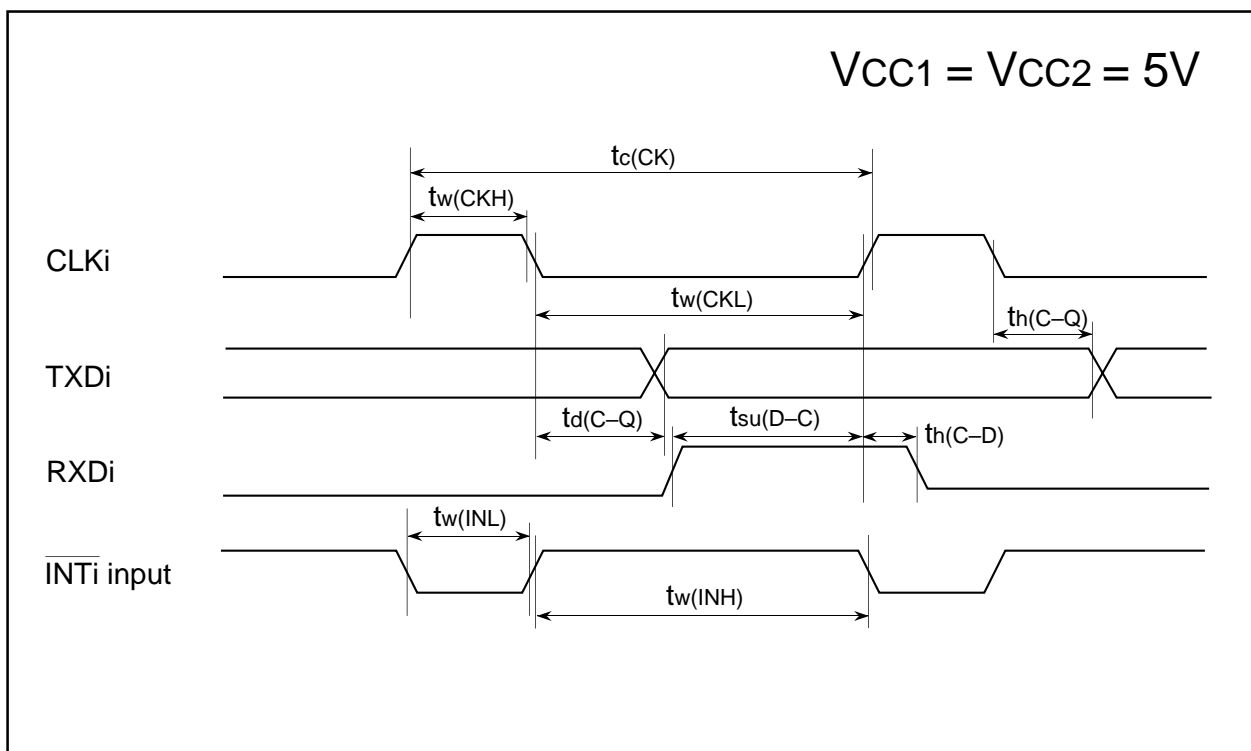 VCC1 = VCC2 = 5V
tc(CK)
tw(CKH)
CLKi
tw(CKL)
th(C–Q)
TXDi
td(C–Q)
tsu(D–C)
th(C–D)
RXDi
tw(INL)
INTi input
tw(INH)